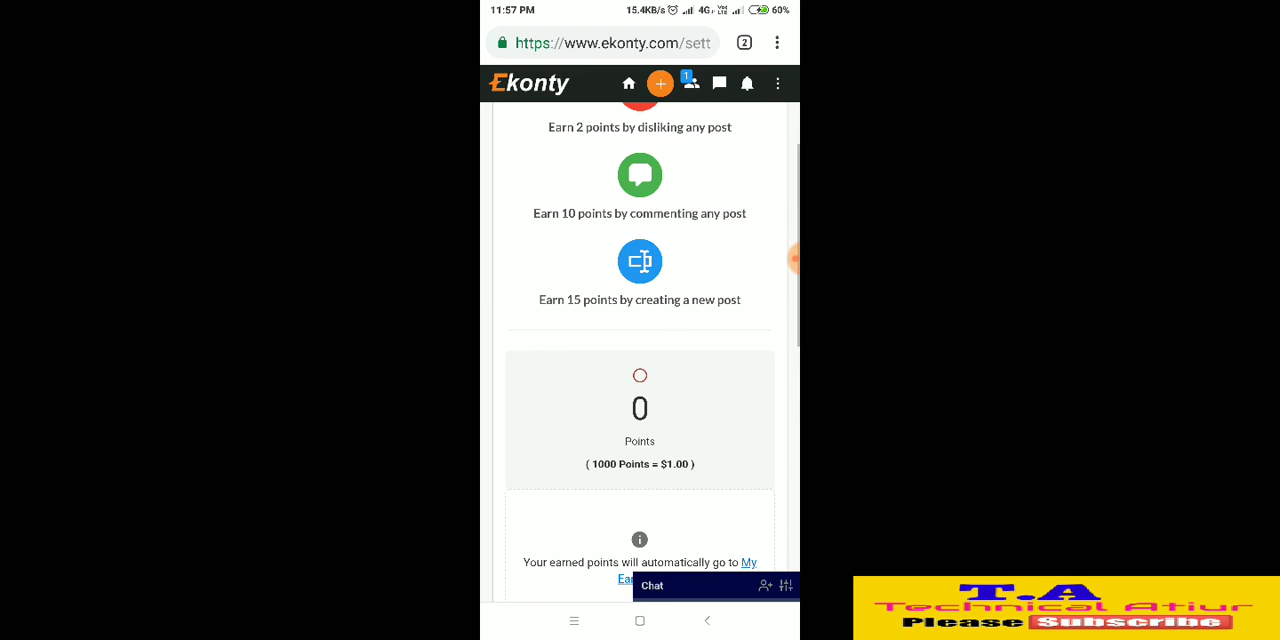 11:57 PM 15.4KB/s 4G VoLTE 60%
https://www.ekonty.com/sett 2
Ekonty 1
Earn 2 points by disliking any post
Earn 10 points by commenting any post
Earn 15 points by creating a new post
0
Points
( 1000 Points = $1.00 )
Your earned points will automatically go to My
Ear
Chat
T.A
Technical Atiur
Please Subscribe